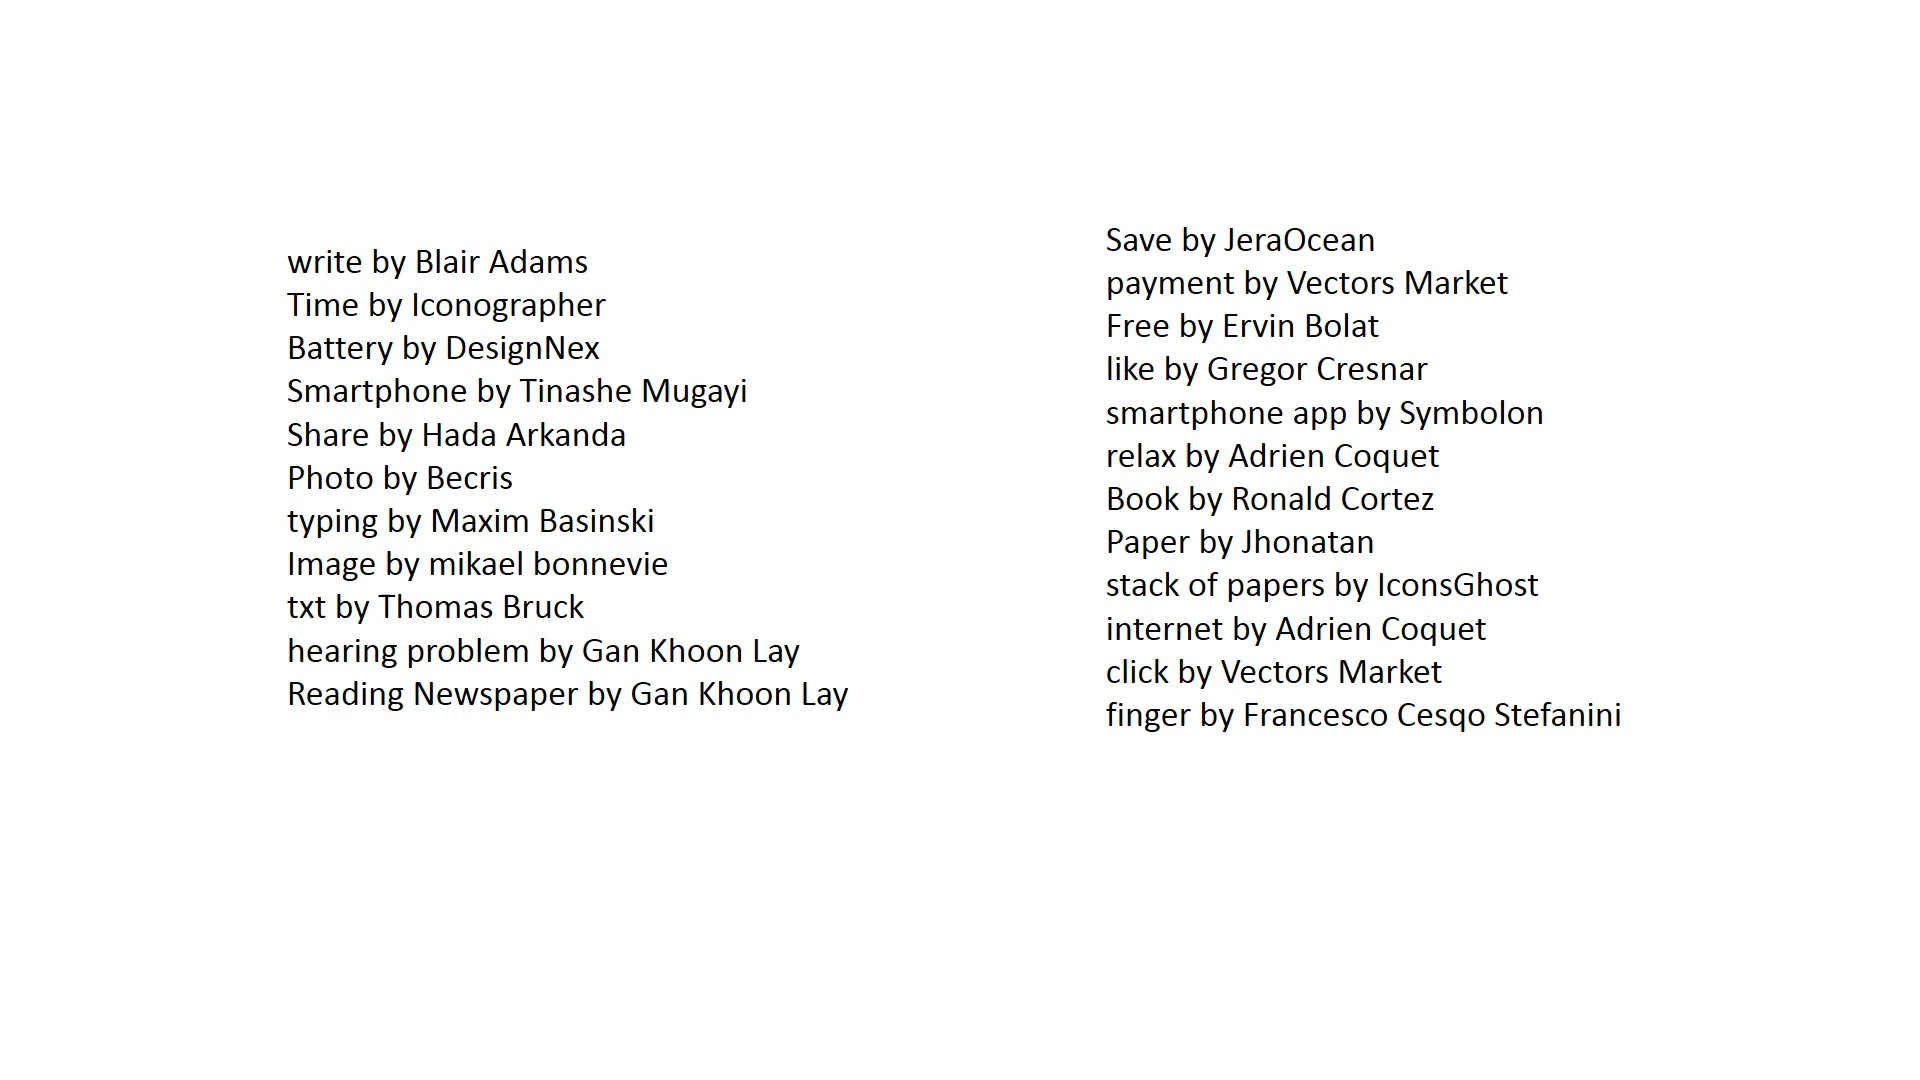 write by Blair Adams
Time by Iconographer
Battery by DesignNex
Smartphone by Tinashe Mugayi
Share by Hada Arkanda
Photo by Becris
typing by Maxim Basinski
Image by mikael bonnevie
txt by Thomas Bruck
hearing problem by Gan Khoon Lay
Reading Newspaper by Gan Khoon Lay
Save by JeraOcean
payment by Vectors Market
Free by Ervin Bolat
like by Gregor Cresnar
smartphone app by Symbolon
relax by Adrien Coquet
Book by Ronald Cortez
Paper by Jhonatan
stack of papers by IconsGhost
internet by Adrien Coquet
click by Vectors Market
finger by Francesco Cesqo Stefanini